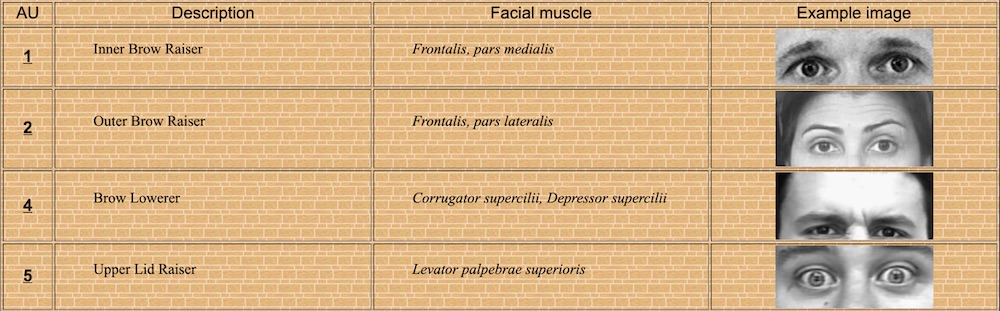 AU Description Facial muscle Example image
1 Inner Brow Raiser Frontalis, pars medialis
2 Outer Brow Raiser Frontalis, pars lateralis
4 Brow Lowerer Corrugator supercilii, Depressor supercilii
5 Upper Lid Raiser Levator palpebrae superioris